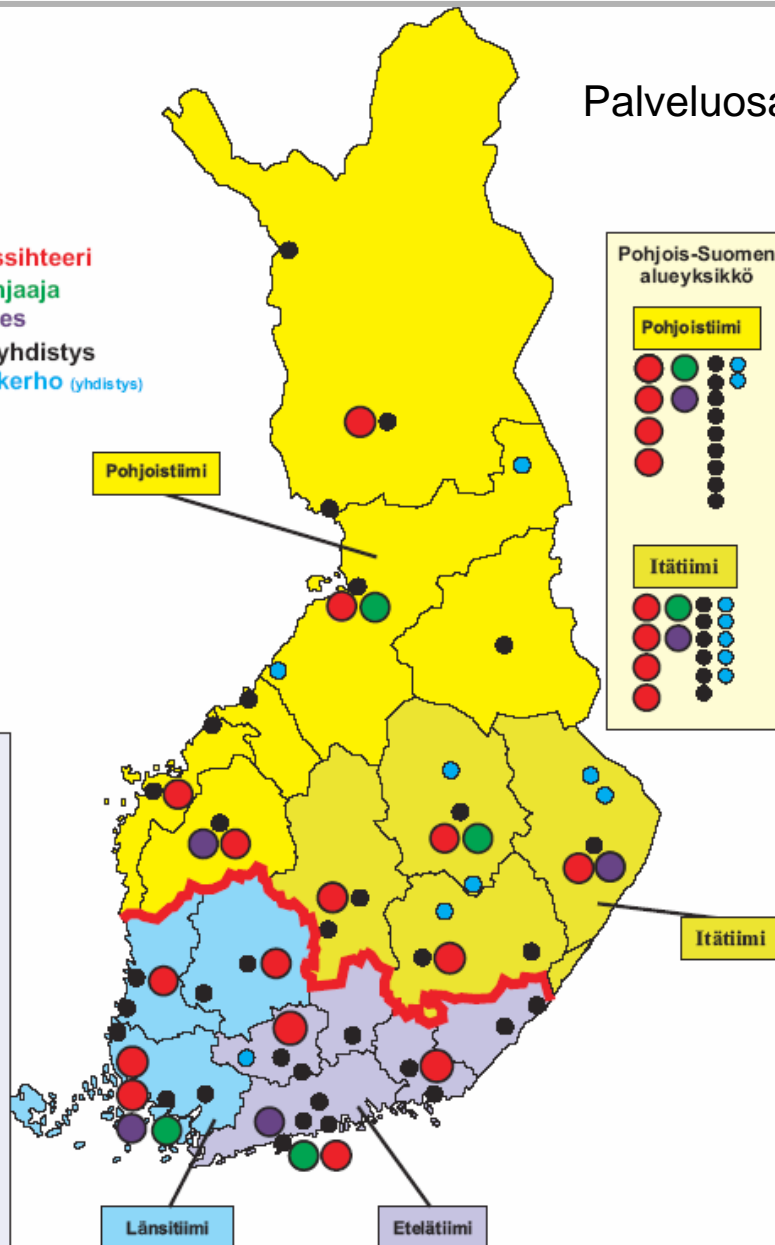 Palveluosa
ssihteeri
njaaja
es
yhdistys
kerho (yhdistys)
Pohjois-Suomen
alueyksikkö
Pohjoistiimi
Itätiimi
Pohjoistiimi
Itätiimi
Länsitiimi
Etelätiimi